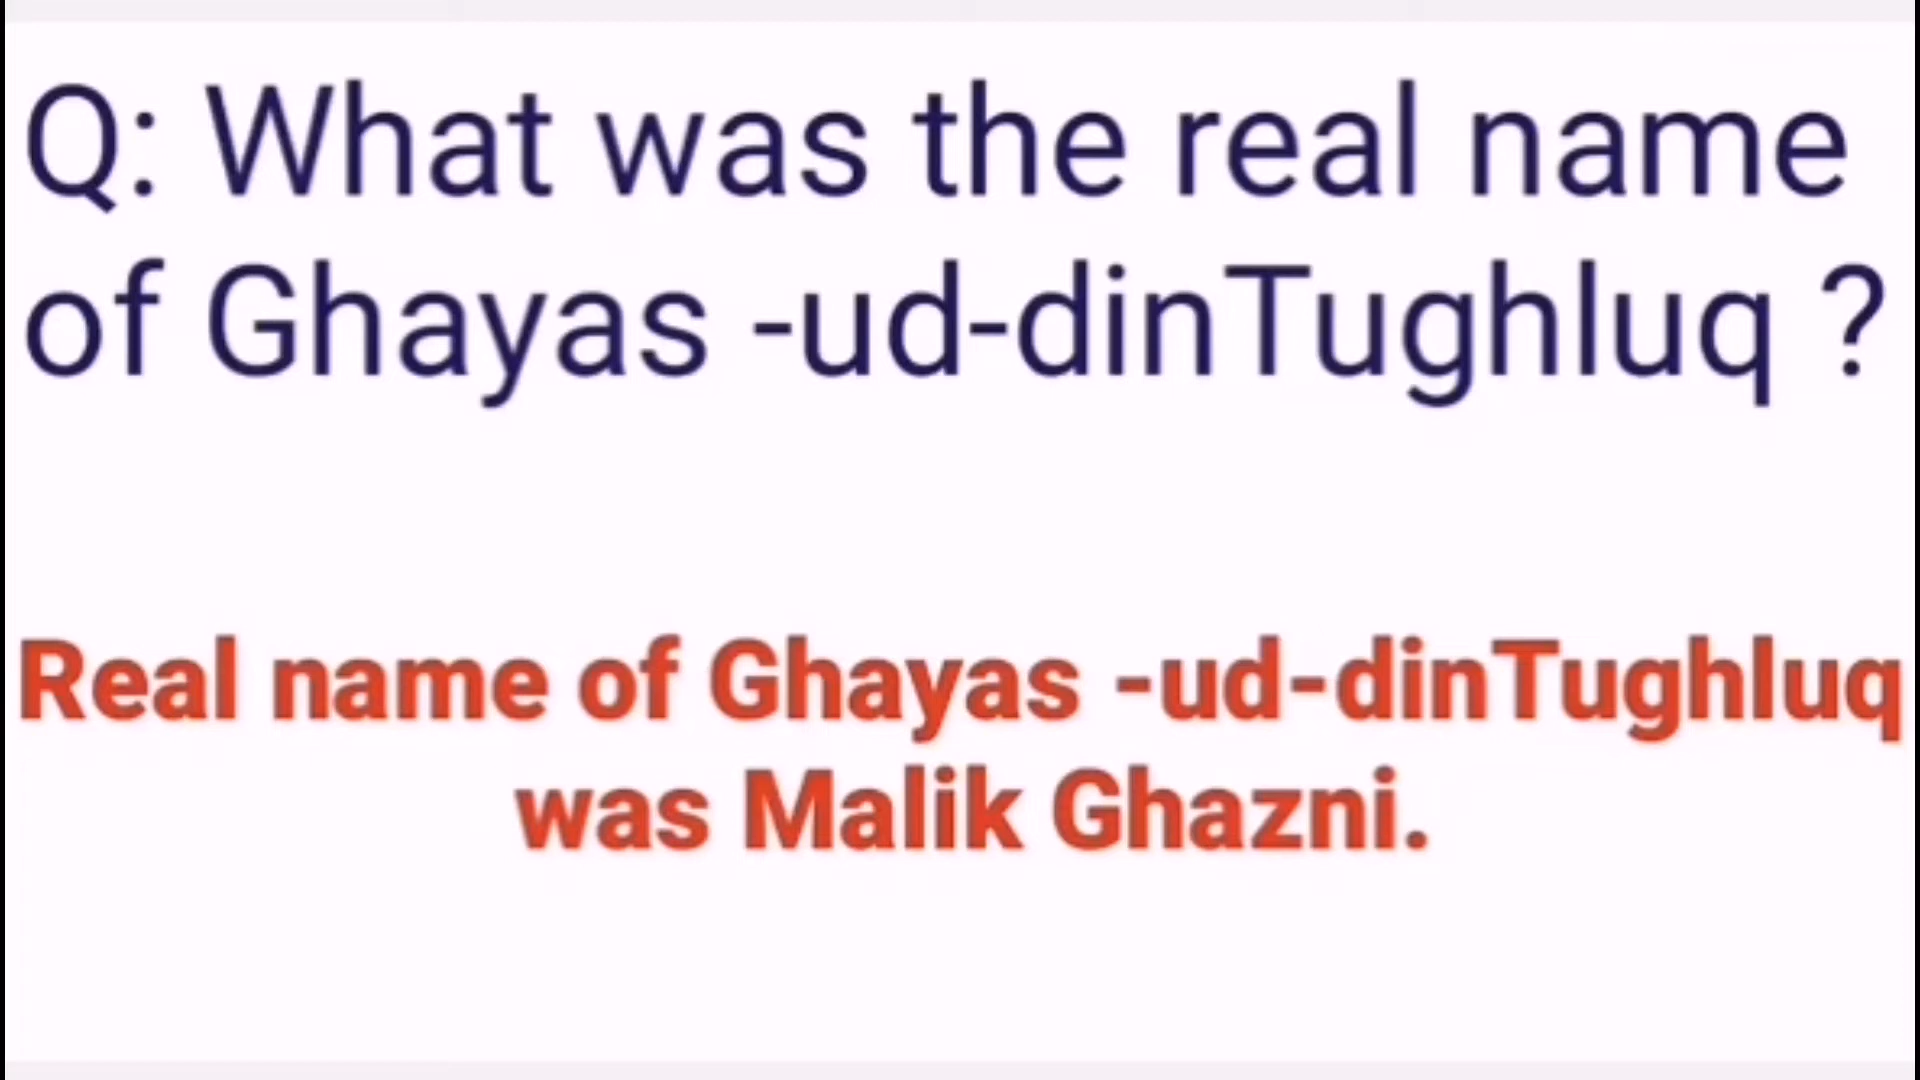 Q: What was the real name
of Ghayas -ud-dinTughluq ?
Real name of Ghayas -ud-dinTughluq
was Malik Ghazni.